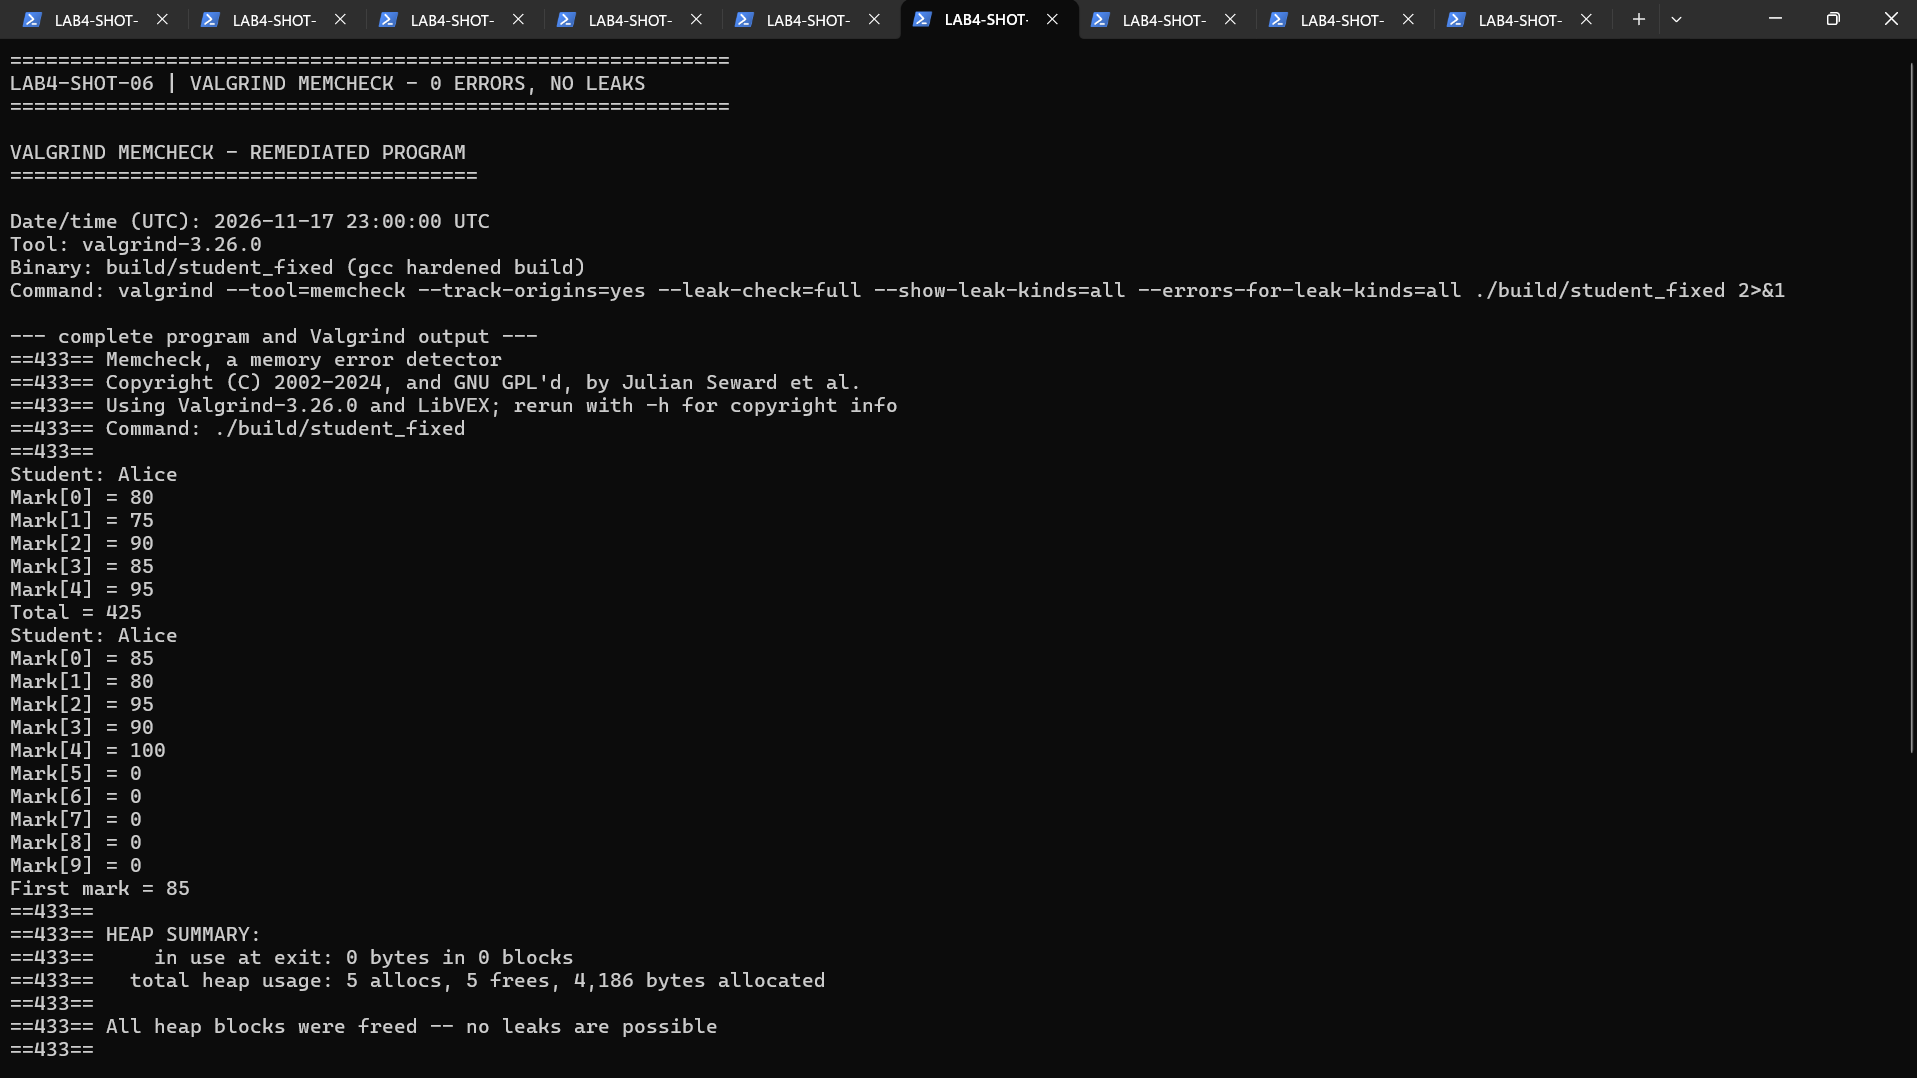 LAB4-SHOT- LAB4-SHOT- LAB4-SHOT- LAB4-SHOT- LAB4-SHOT- LAB4-SHOT- LAB4-SHOT- LAB4-SHOT- LAB4-SHOT-
============================================================
LAB4-SHOT-06 | VALGRIND MEMCHECK - 0 ERRORS, NO LEAKS
============================================================
VALGRIND MEMCHECK - REMEDIATED PROGRAM
=======================================
Date/time (UTC): 2026-11-17 23:00:00 UTC
Tool: valgrind-3.26.0
Binary: build/student_fixed (gcc hardened build)
Command: valgrind --tool=memcheck --track-origins=yes --leak-check=full --show-leak-kinds=all --errors-for-leak-kinds=all ./build/student_fixed 2>&1
--- complete program and Valgrind output ---
==433== Memcheck, a memory error detector
==433== Copyright (C) 2002-2024, and GNU GPL'd, by Julian Seward et al.
==433== Using Valgrind-3.26.0 and LibVEX; rerun with -h for copyright info
==433== Command: ./build/student_fixed
==433==
Student: Alice
Mark[0] = 80
Mark[1] = 75
Mark[2] = 90
Mark[3] = 85
Mark[4] = 95
Total = 425
Student: Alice
Mark[0] = 85
Mark[1] = 80
Mark[2] = 95
Mark[3] = 90
Mark[4] = 100
Mark[5] = 0
Mark[6] = 0
Mark[7] = 0
Mark[8] = 0
Mark[9] = 0
First mark = 85
==433==
==433== HEAP SUMMARY:
==433==     in use at exit: 0 bytes in 0 blocks
==433==   total heap usage: 5 allocs, 5 frees, 4,186 bytes allocated
==433==
==433== All heap blocks were freed -- no leaks are possible
==433==